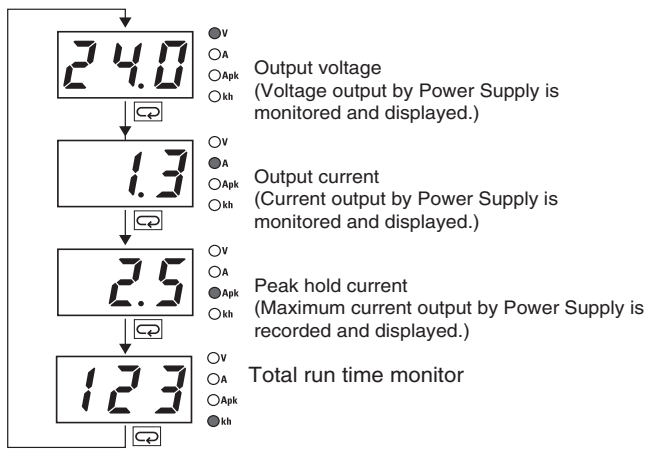 24.0
V
A
Apk
kh
Output voltage
(Voltage output by Power Supply is
monitored and displayed.)
1.3
V
A
Apk
kh
Output current
(Current output by Power Supply is
monitored and displayed.)
2.5
V
A
Apk
kh
Peak hold current
(Maximum current output by Power Supply is
recorded and displayed.)
123
V
A
Apk
kh
Total run time monitor